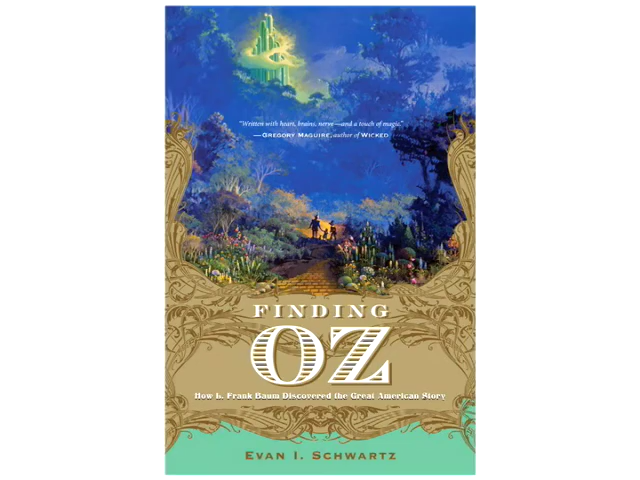 "Written with heart, brains, nerve—and a touch of magic."
—Gregory Maguire, author of Wicked
FINDING
OZ
How L. Frank Baum Discovered the Great American Story
Evan I. Schwartz